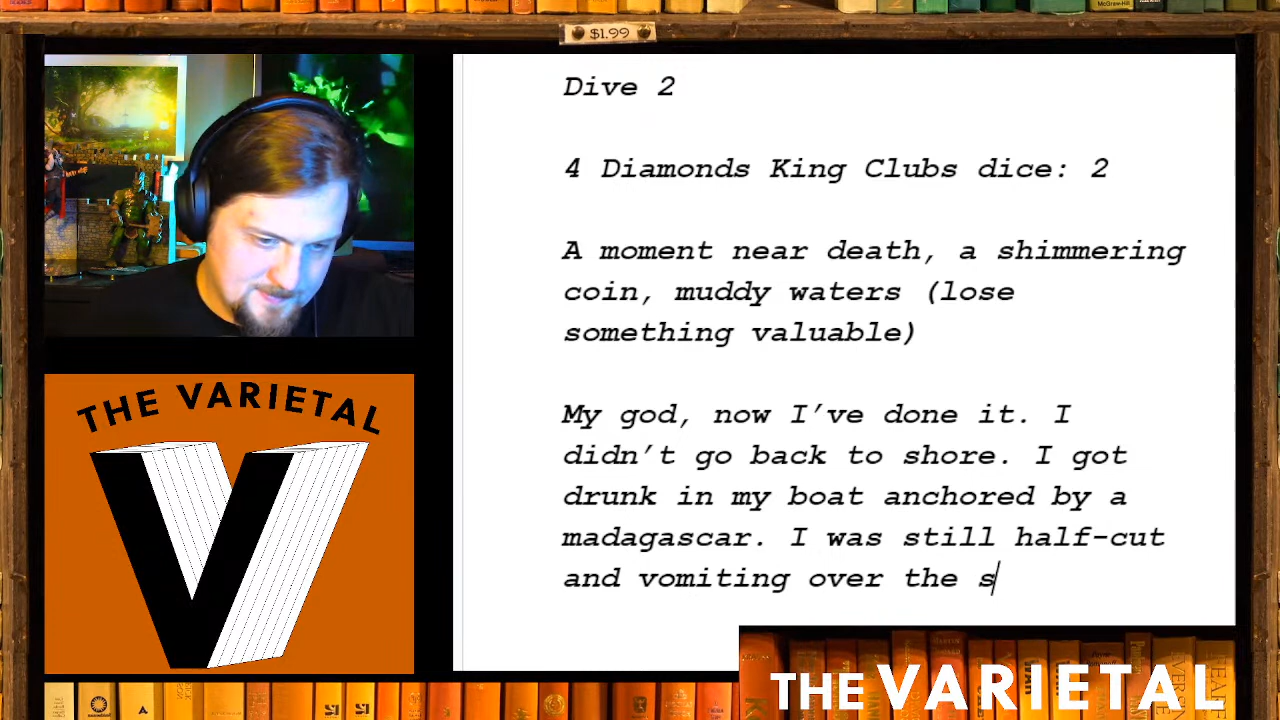 McGraw-Hill
$1.99
Dive 2
4 Diamonds King Clubs dice: 2
A moment near death, a shimmering
coin, muddy waters (lose
something valuable)
My god, now I've done it. I
didn't go back to shore. I got
drunk in my boat anchored by a
madagascar. I was still half-cut
and vomiting over the s
THE VARIETAL
V
THE VARIETAL